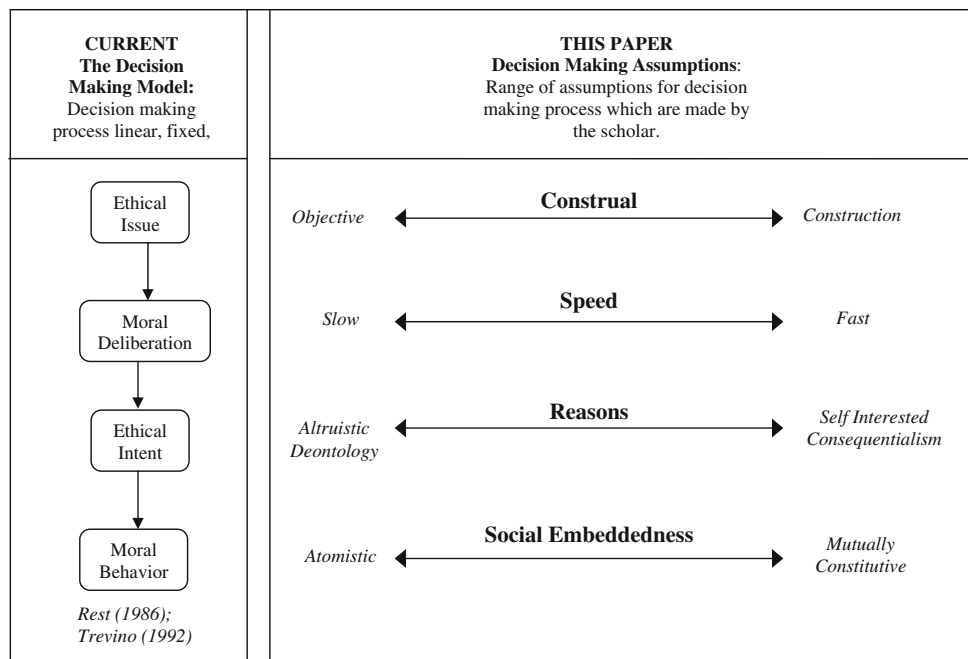 CURRENT
The Decision
Making Model:
Decision making
process linear, fixed,
Ethical
Issue
Moral
Deliberation
Ethical
Intent
Moral
Behavior
Rest (1986);
Trevino (1992)
THIS PAPER
Decision Making Assumptions:
Range of assumptions for decision
making process which are made by
the scholar.
Construal
Objective
Construction
Speed
Slow
Fast
Reasons
Altruistic
Deontology
Self Interested
Consequentialism
Social Embeddedness
Atomistic
Mutually
Constitutive